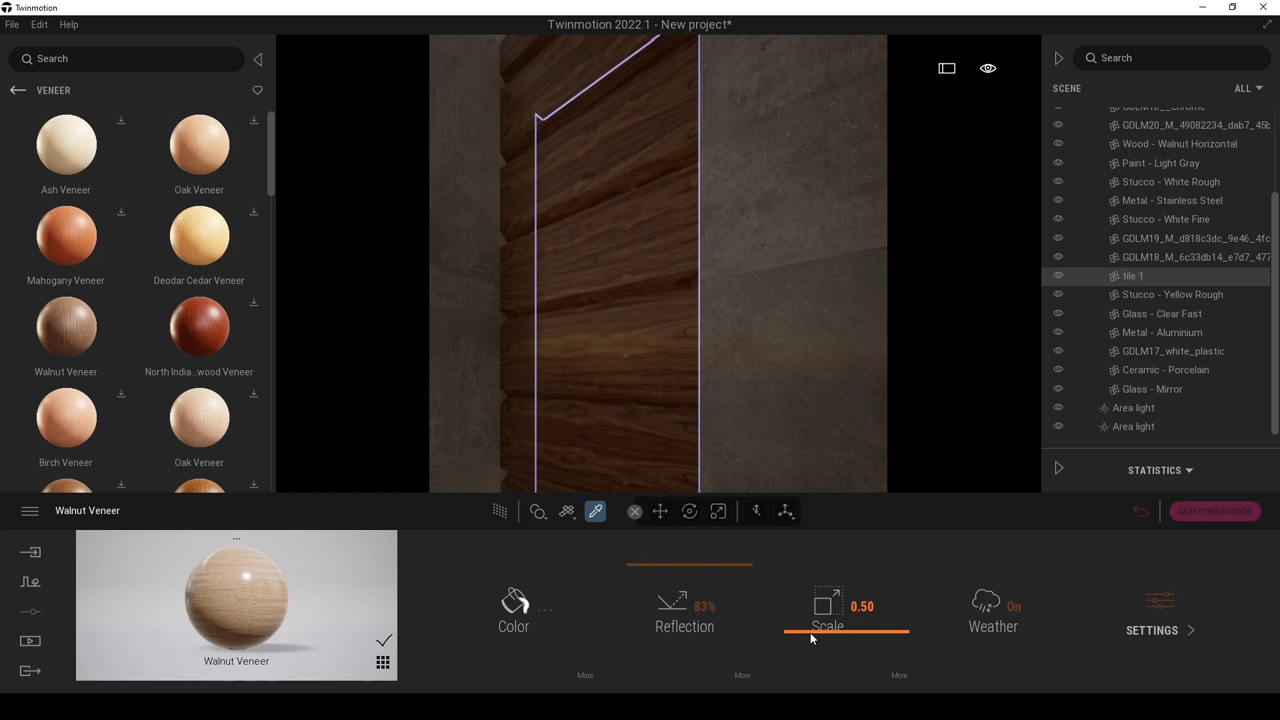 Twinmotion
File Edit Help
Twinmotion 2022.1 - New project*
Search
VENEER
Ash Veneer
Oak Veneer
Mahogany Veneer
Deodar Cedar Veneer
Walnut Veneer
North India...wood Veneer
Birch Veneer
Oak Veneer
Search
SCENE
ALL
GDLM20_M_49082234_dab7_45b
Wood - Walnut Horizontal
Paint - Light Gray
Stucco - White Rough
Metal - Stainless Steel
Stucco - White Fine
GDLM19_M_d818c3dc_9e46_4fc
GDLM18_M_6c33db14_e7d7_477
tile 1
Stucco - Yellow Rough
Glass - Clear Fast
Metal - Aluminium
GDLM17_white_plastic
Ceramic - Porcelain
Glass - Mirror
Area light
Area light
STATISTICS
Walnut Veneer
Quit media mode
...
Walnut Veneer
Color ...
Reflection 83%
Scale 0.50
Weather On
SETTINGS
More
More
More